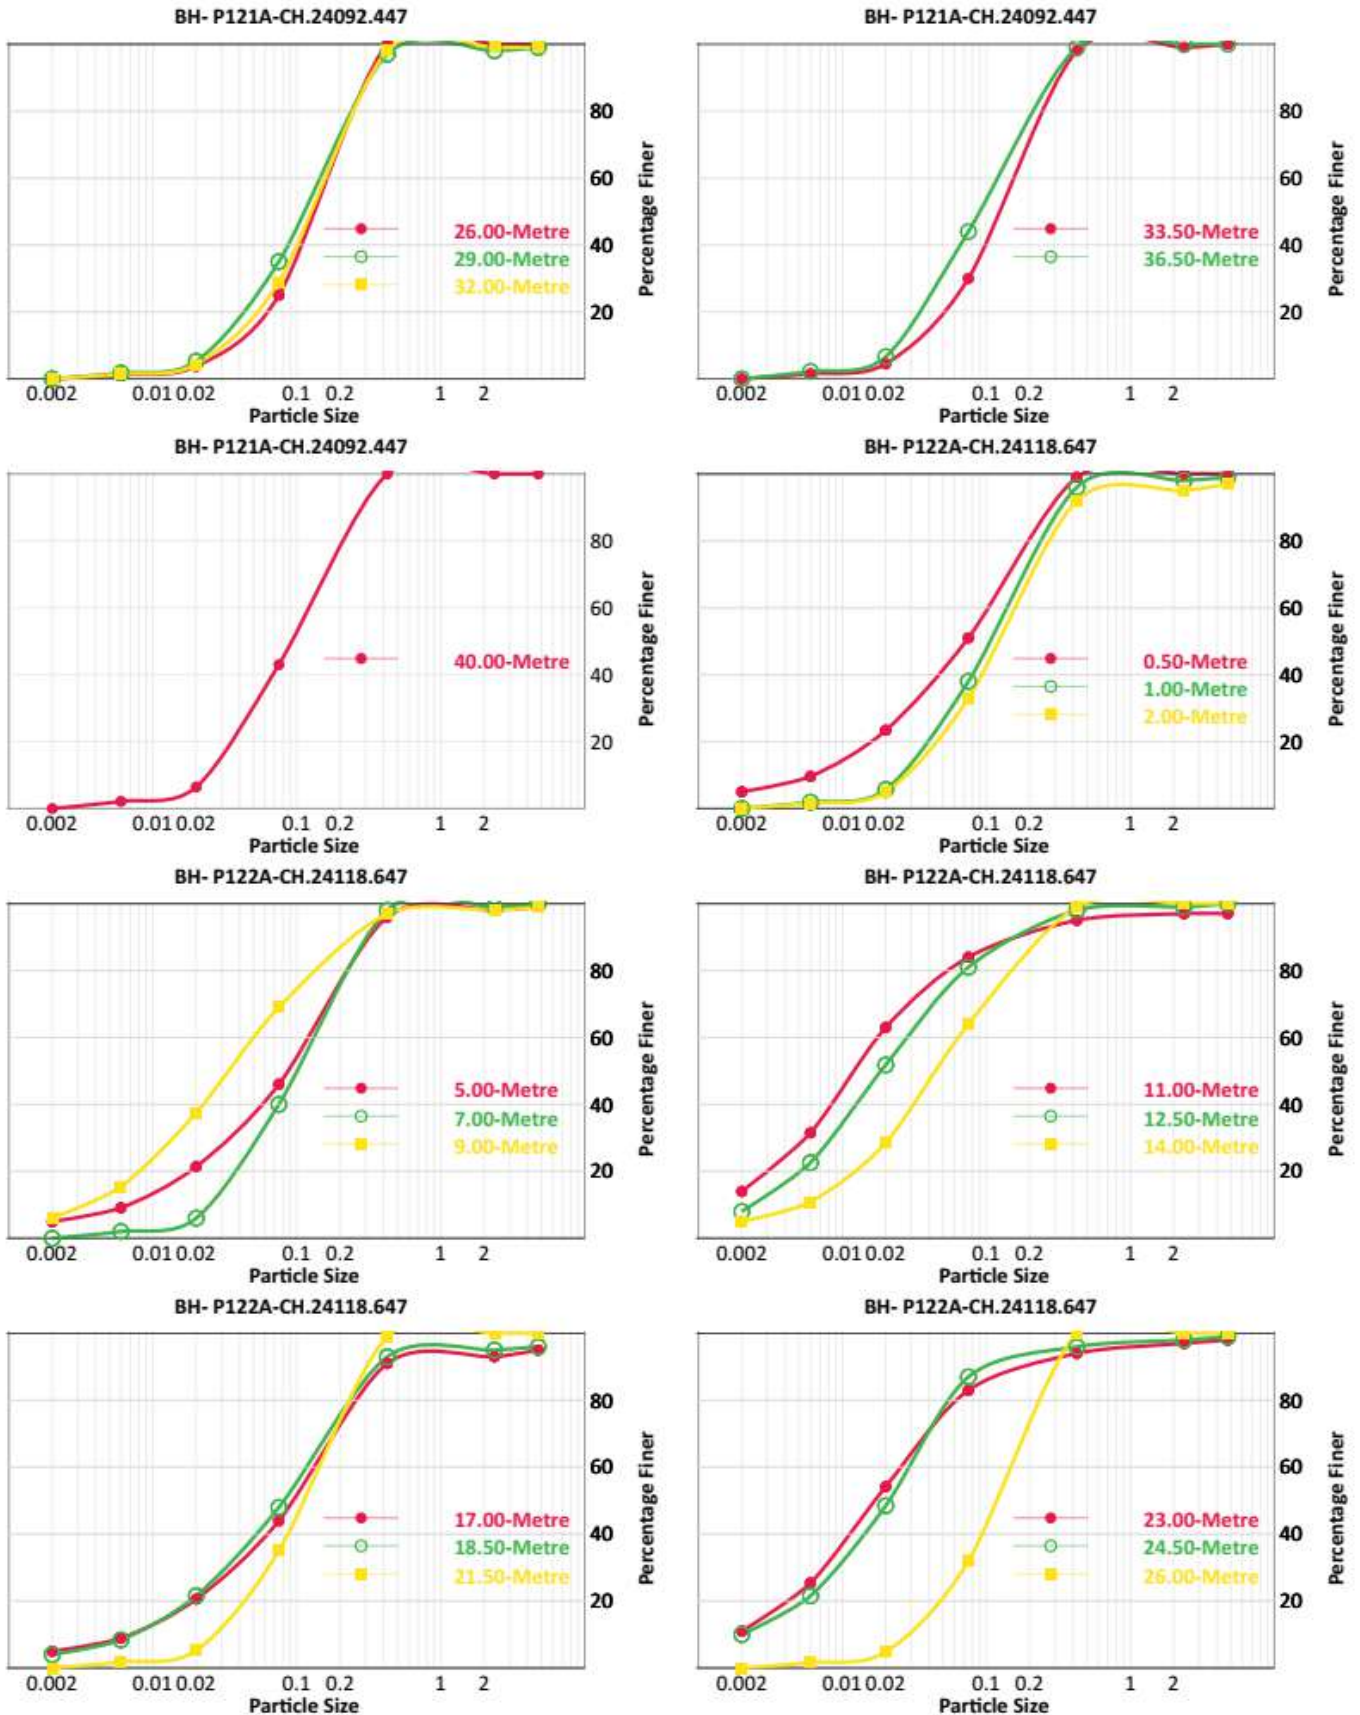 BH- P121A-CH.24092.447
80
60
40
20
Percentage Finer
26.00-Metre
29.00-Metre
32.00-Metre
0.002 0.01 0.02 0.1 0.2 1 2
Particle Size
BH- P121A-CH.24092.447
80
60
40
20
Percentage Finer
33.50-Metre
36.50-Metre
0.002 0.01 0.02 0.1 0.2 1 2
Particle Size
BH- P121A-CH.24092.447
80
60
40
20
Percentage Finer
40.00-Metre
0.002 0.01 0.02 0.1 0.2 1 2
Particle Size
BH- P122A-CH.24118.647
80
60
40
20
Percentage Finer
0.50-Metre
1.00-Metre
2.00-Metre
0.002 0.01 0.02 0.1 0.2 1 2
Particle Size
BH- P122A-CH.24118.647
80
60
40
20
Percentage Finer
5.00-Metre
7.00-Metre
9.00-Metre
0.002 0.01 0.02 0.1 0.2 1 2
Particle Size
BH- P122A-CH.24118.647
80
60
40
20
Percentage Finer
11.00-Metre
12.50-Metre
14.00-Metre
0.002 0.01 0.02 0.1 0.2 1 2
Particle Size
BH- P122A-CH.24118.647
80
60
40
20
Percentage Finer
17.00-Metre
18.50-Metre
21.50-Metre
0.002 0.01 0.02 0.1 0.2 1 2
Particle Size
BH- P122A-CH.24118.647
80
60
40
20
Percentage Finer
23.00-Metre
24.50-Metre
26.00-Metre
0.002 0.01 0.02 0.1 0.2 1 2
Particle Size